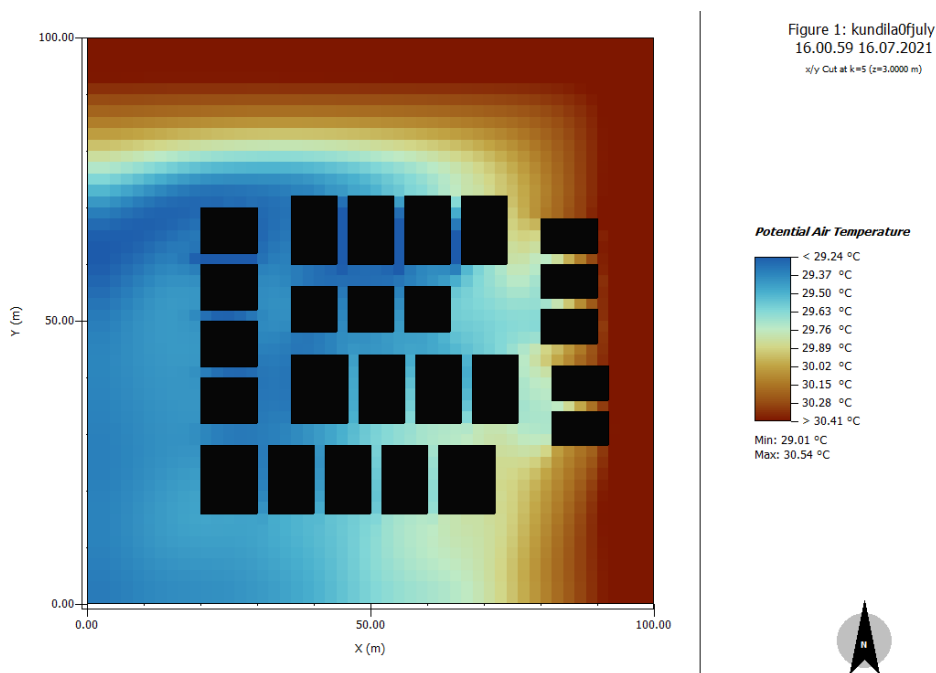 Figure 1: kundila0fjuly
16.00.59 16.07.2021
x/y Cut at k=5 (z=3.0000 m)
100.00
50.00
0.00
Y (m)
0.00
50.00
100.00
X (m)
Potential Air Temperature
< 29.24 °C
29.37 °C
29.50 °C
29.63 °C
29.76 °C
29.89 °C
30.02 °C
30.15 °C
30.28 °C
> 30.41 °C
Min: 29.01 °C
Max: 30.54 °C
N